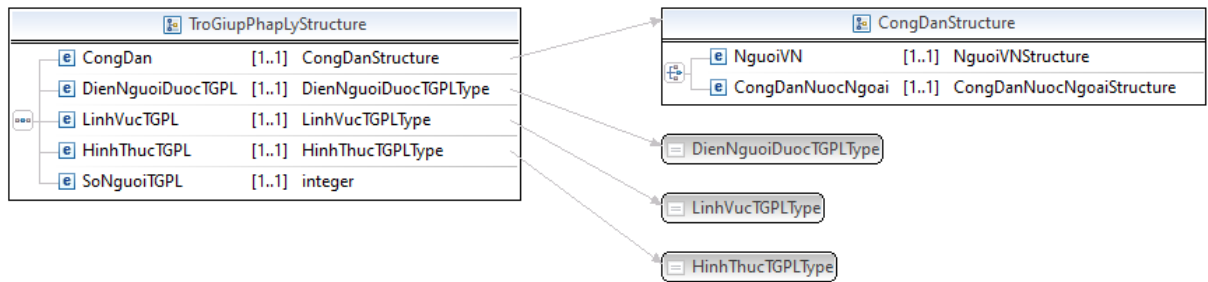 TroGiupPhapLyStructure
CongDan [1..1] CongDanStructure
DienNguoiDuocTGPL [1..1] DienNguoiDuocTGPLType
LinhVucTGPL [1..1] LinhVucTGPLType
HinhThucTGPL [1..1] HinhThucTGPLType
SoNguoiTGPL [1..1] integer
CongDanStructure
NguoiVN [1..1] NguoiVNStructure
CongDanNuocNgoai [1..1] CongDanNuocNgoaiStructure
DienNguoiDuocTGPLType
LinhVucTGPLType
HinhThucTGPLType